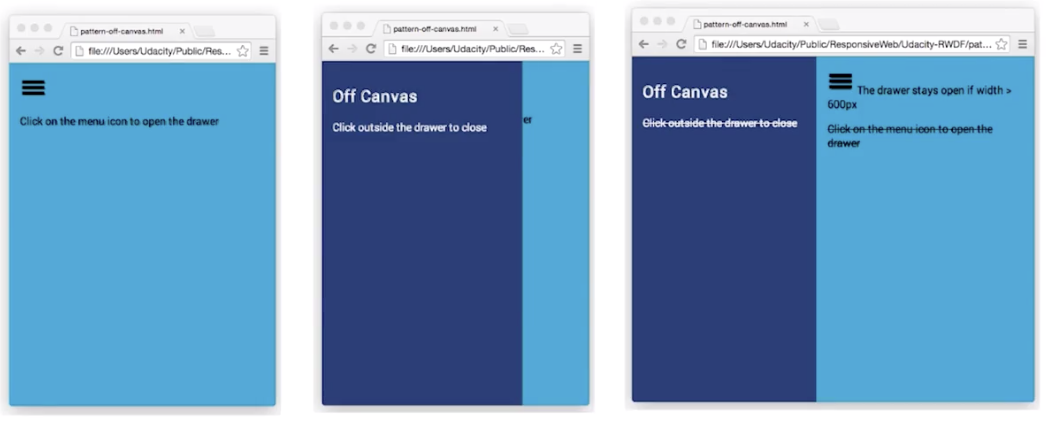 pattern-off-canvas.html ×
file:///Users/Udacity/Public/Res...
Click on the menu icon to open the drawer
pattern-off-canvas.html ×
file:///Users/Udacity/Public/Res...
Off Canvas
Click outside the drawer to close
er
pattern-off-canvas.html ×
file:///Users/Udacity/Public/ResponsiveWeb/Udacity-RWDF/pat...
Off Canvas
Click outside the drawer to close
The drawer stays open if width >
600px
Click on the menu icon to open the
drawer